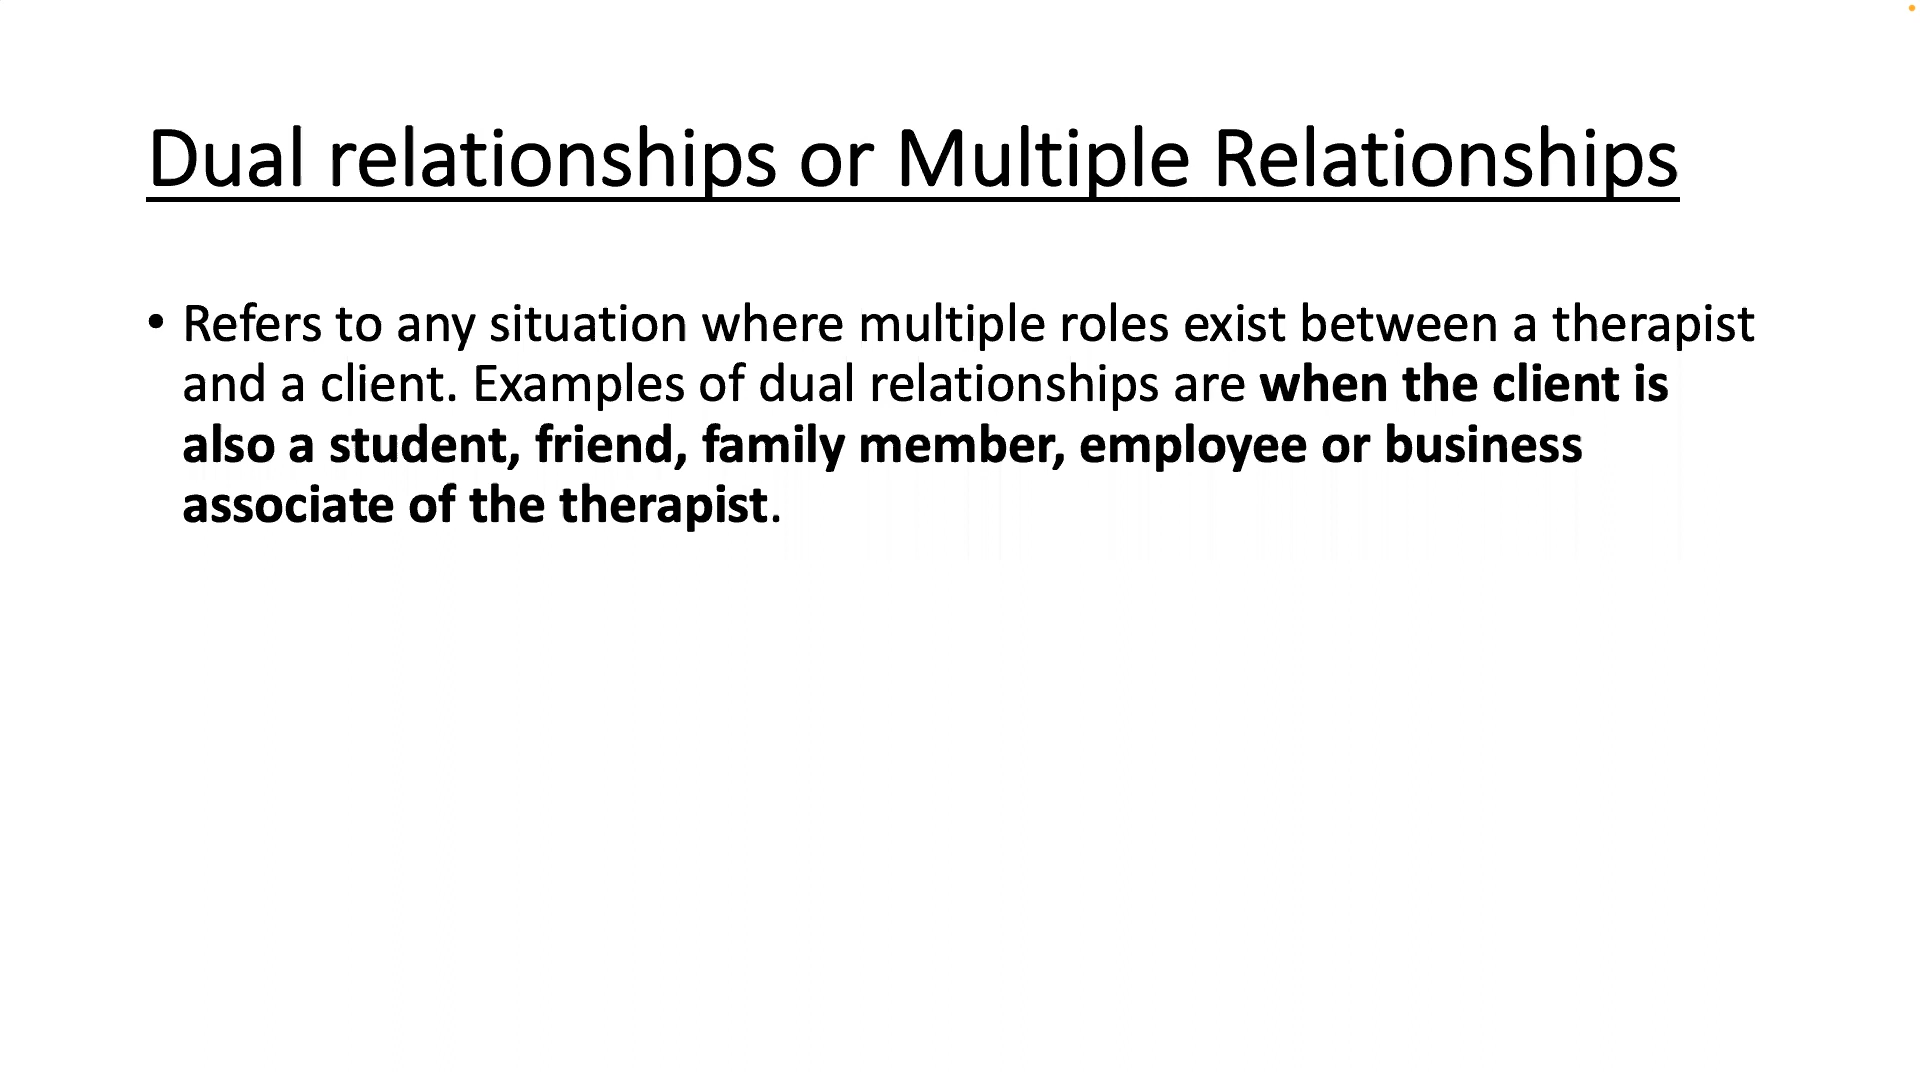 Dual relationships or Multiple Relationships
• Refers to any situation where multiple roles exist between a therapist
and a client. Examples of dual relationships are when the client is
also a student, friend, family member, employee or business
associate of the therapist.